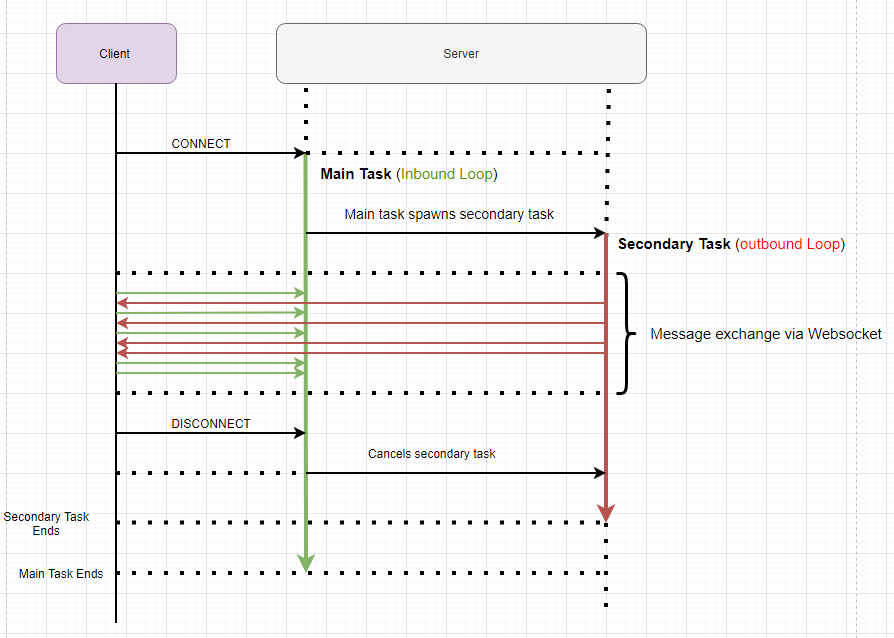 Client
Server
CONNECT
Main Task (Inbound Loop)
Main task spawns secondary task
Secondary Task (outbound Loop)
Message exchange via Websocket
DISCONNECT
Cancels secondary task
Secondary Task
Ends
Main Task Ends